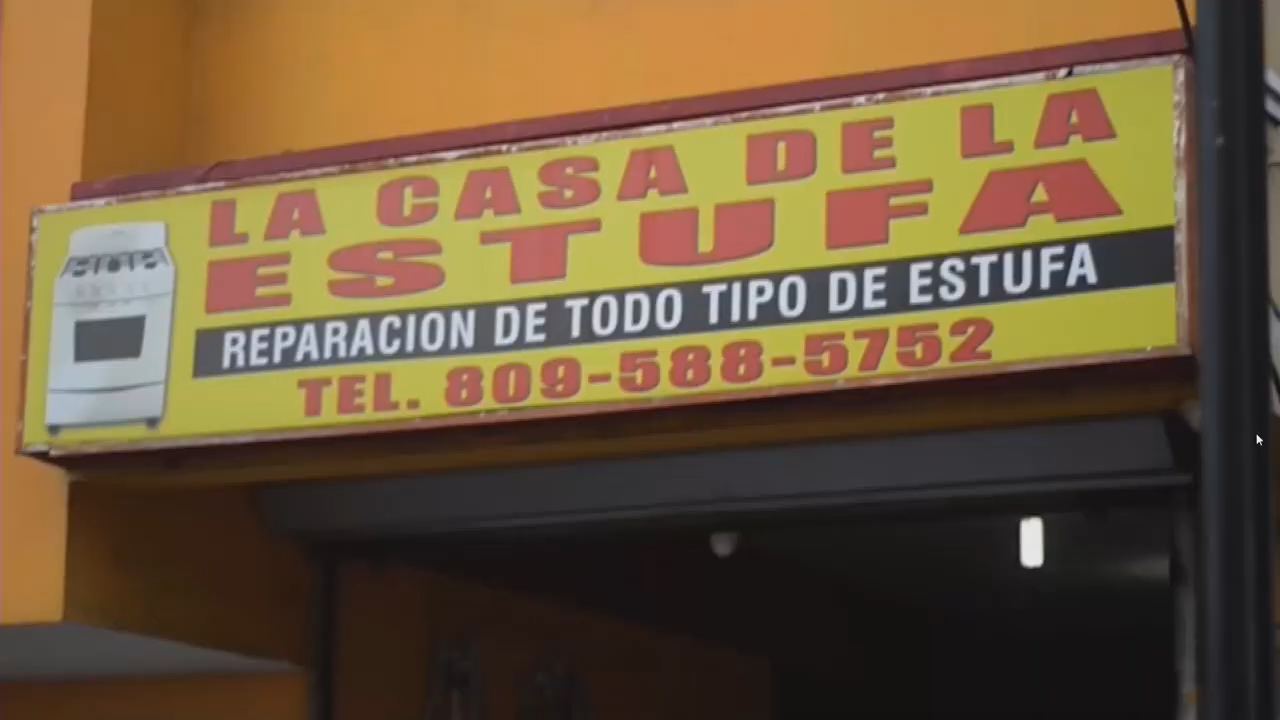 LA CASA DE LA
ESTUFA
REPARACION DE TODO TIPO DE ESTUFA
TEL. 809-588-5752